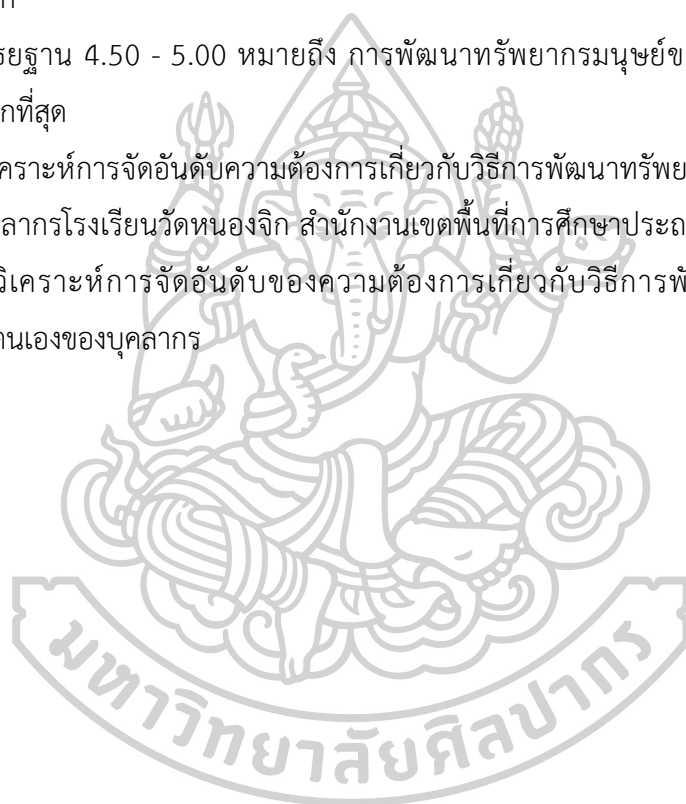 รยฐาน 4.50 - 5.00 หมายถึง การพัฒนาทรัพยากรมนุษย์ข
กที่สุด
เคราะห์การจัดอันดับความต้องการเกี่ยวกับวิธีการพัฒนาทรัพย
ลากรโรงเรียนวัดหนองจิก สำนักงานเขตพื้นที่การศึกษาประถ
วิเคราะห์การจัดอันดับของความต้องการเกี่ยวกับวิธีการพั
านเองของบุคลากร
มหาวิทยาลัยศิลปากร